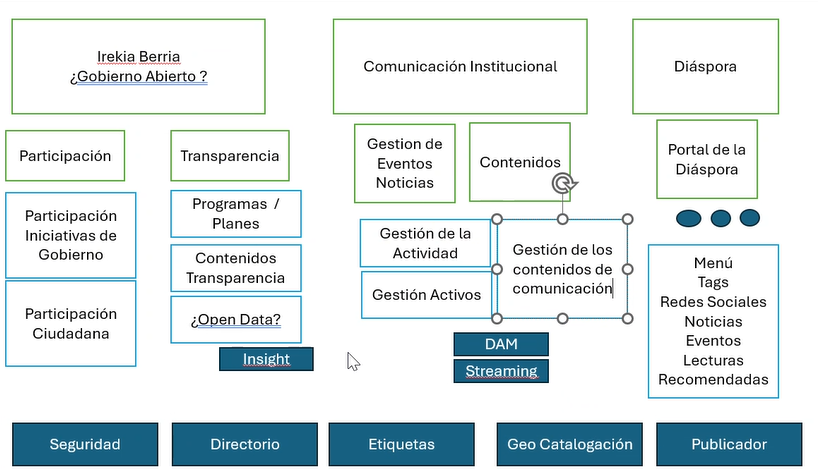 Irekia Berria
¿Gobierno Abierto ?
Comunicación Institucional
Diáspora
Participación
Transparencia
Gestion de
Eventos
Noticias
Contenidos
Portal de la
Diáspora
Participación
Iniciativas de
Gobierno
Programas /
Planes
Gestión de la
Actividad
Gestión de los
contenidos de
comunicación
Contenidos
Transparencia
Gestión Activos
Menú
Tags
Redes Sociales
Noticias
Eventos
Lecturas
Recomendadas
Participación
Ciudadana
¿Open Data?
Insight
DAM
Streaming
Seguridad
Directorio
Etiquetas
Geo Catalogación
Publicador